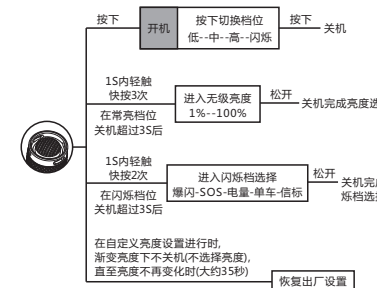 按下
开机
按下切换档位
低--中--高--闪烁
按下
关机
1S内轻触
快按3次
在常亮档位
关机超过3S后
进入无级亮度
1%--100%
松开
关机完成亮度选
1S内轻触
快按2次
在闪烁档位
关机超过3S后
进入闪烁档选择
爆闪-SOS-电量-单车-信标
松开
关机完成
烁档选择
在自定义亮度设置进行时,
渐变亮度下不关机(不选择亮度),
直至亮度不再变化时(大约35秒)
恢复出厂设置